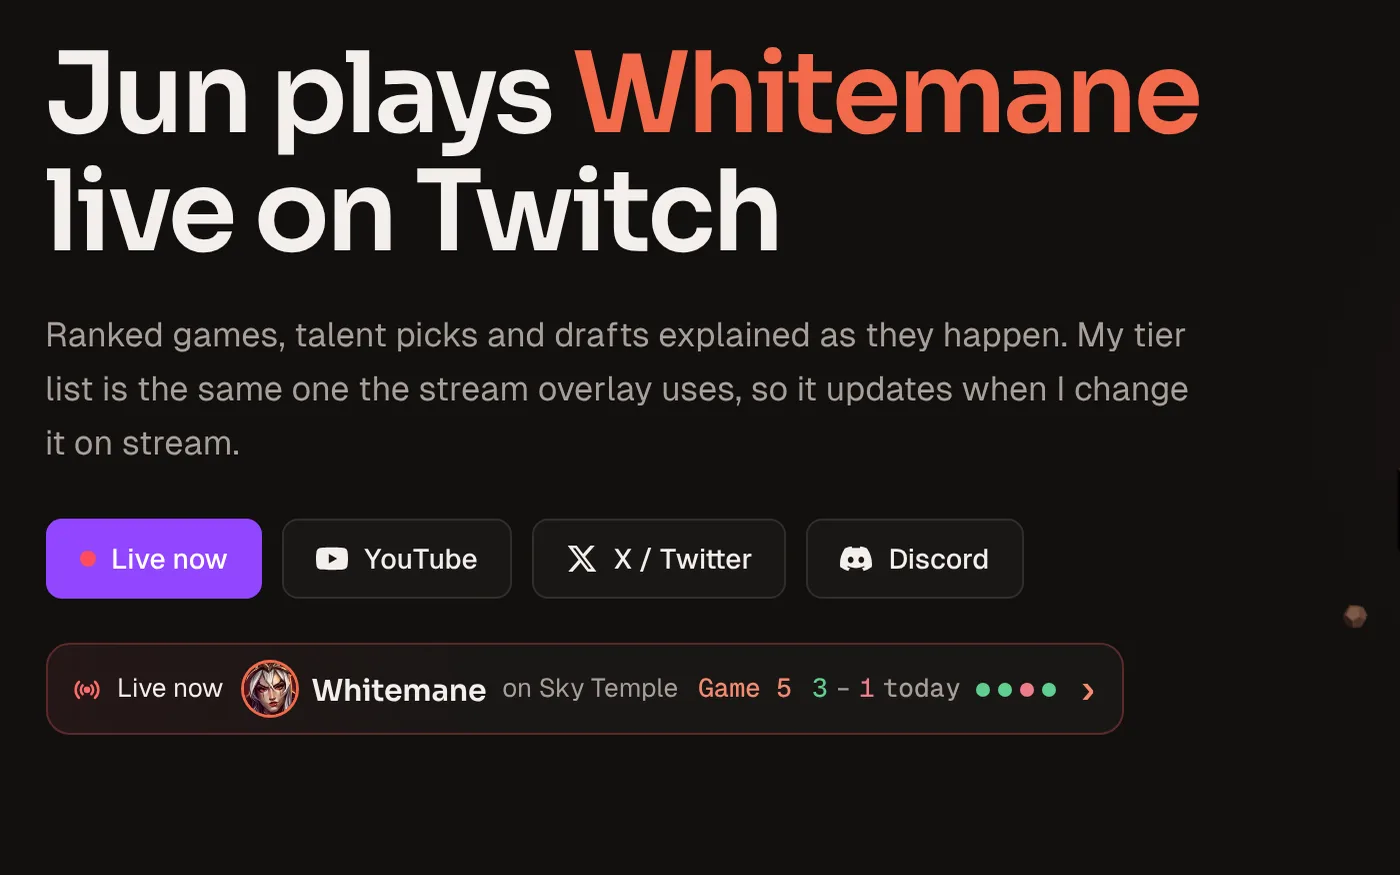 Jun plays Whitemane
live on Twitch
Ranked games, talent picks and drafts explained as they happen. My tier
list is the same one the stream overlay uses, so it updates when I change
it on stream.
Live now YouTube X / Twitter Discord
Live now Whitemane on Sky Temple Game 5 3 – 1 today